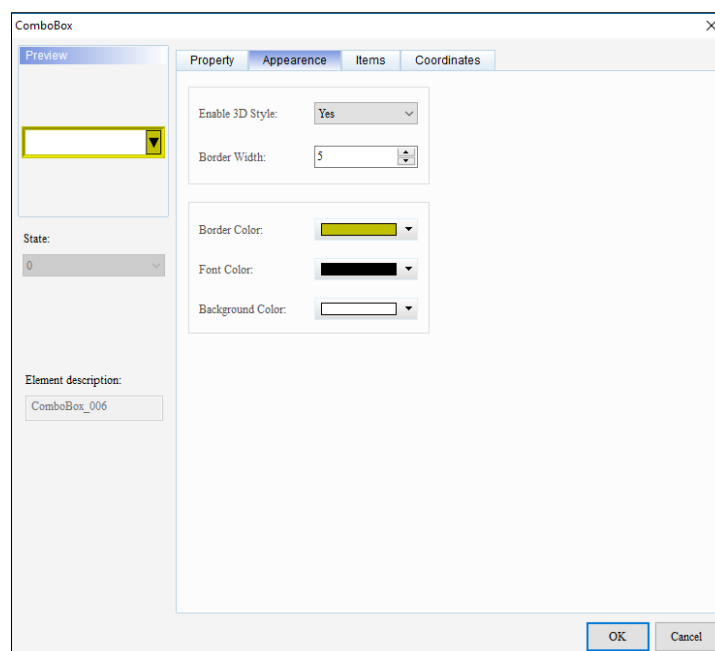 ComboBox
Preview
Property Appearence Items Coordinates
Enable 3D Style: Yes
Border Width: 5
State:
0
Border Color:
Font Color:
Background Color:
Element description:
ComboBox_006
OK Cancel